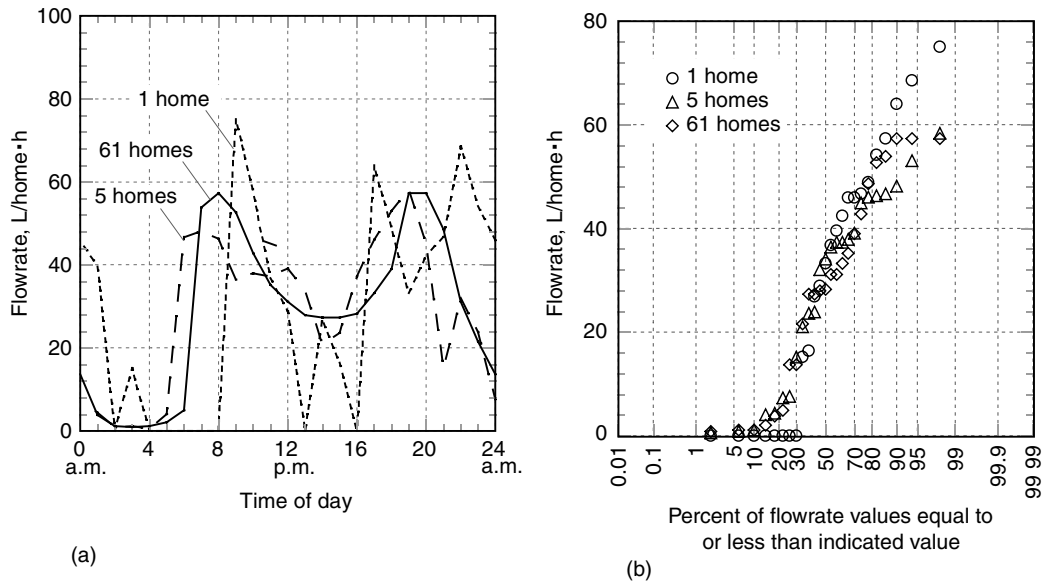 100
80
60
40
20
0
Flowrate, L/home•h
1 home
61 homes
5 homes
0 4 8 12 16 20 24
a.m. p.m. a.m.
Time of day
(a)
80
60
40
20
0
Flowrate, L/home•h
1 home
5 homes
61 homes
0.01 0.1 1 5 10 20 30 50 70 80 95 95 99 99.9 99.99
Percent of flowrate values equal to
or less than indicated value
(b)